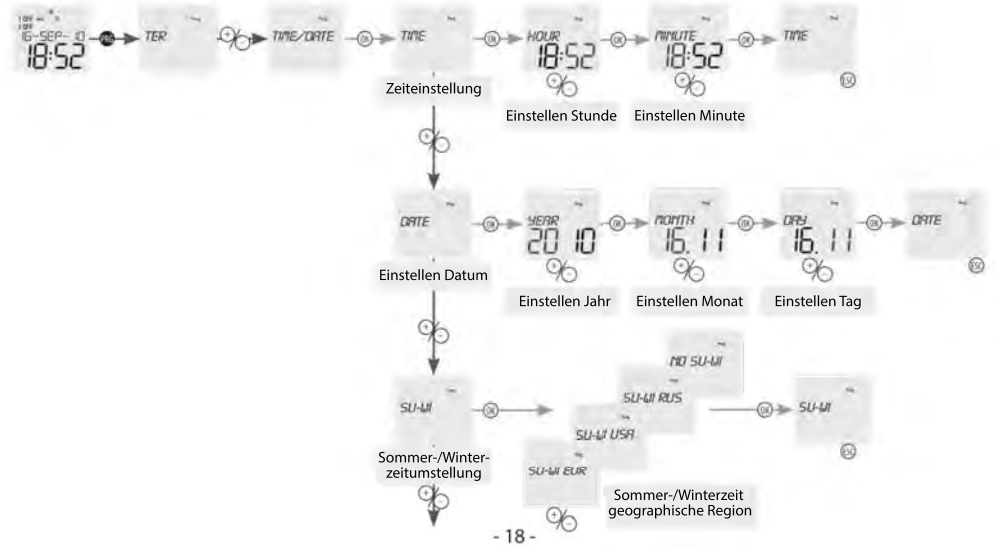 16-SEP-10
18:52
PRG
TER
TIME/DATE
OK
TIME
OK
HOUR
18:52
OK
MINUTE
18:52
OK
TIME
ESC
Zeiteinstellung
Einstellen Stunde
Einstellen Minute
DATE
OK
YEAR
20 10
OK
MONTH
16. 11
OK
DAY
16. 11
OK
DATE
ESC
Einstellen Datum
Einstellen Jahr
Einstellen Monat
Einstellen Tag
NO SU-WI
SU-WI RUS
SU-WI USA
SU-WI EUR
SU-WI
OK
OK
SU-WI
ESC
Sommer-/Winter-
zeitumstellung
Sommer-/Winterzeit
geographische Region
- 18 -